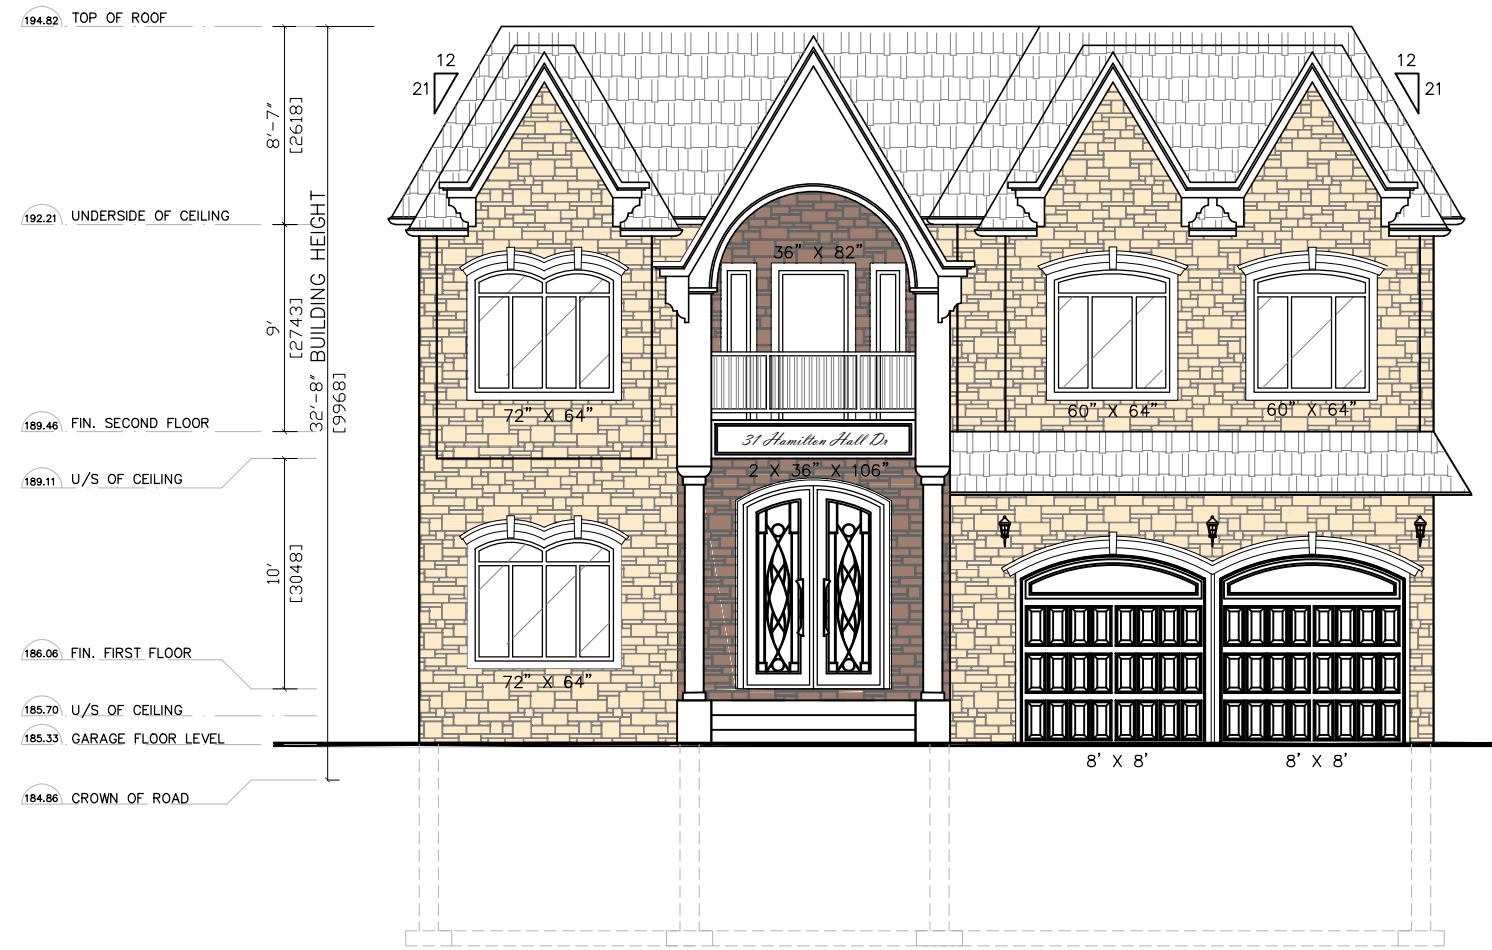 194.82 TOP OF ROOF
12
21
12
21
8'-7"
[2618]
192.21 UNDERSIDE OF CEILING
32'-8" BUILDING HEIGHT
[9968]
36" X 82"
9'
[2743]
72" X 64"
60" X 64"
60" X 64"
189.46 FIN. SECOND FLOOR
31 Hamilton Hall Dr
2 X 36" X 106"
189.11 U/S OF CEILING
10'
[3048]
186.06 FIN. FIRST FLOOR
72" X 64"
185.70 U/S OF CEILING
185.33 GARAGE FLOOR LEVEL
8' X 8'
8' X 8'
184.86 CROWN OF ROAD